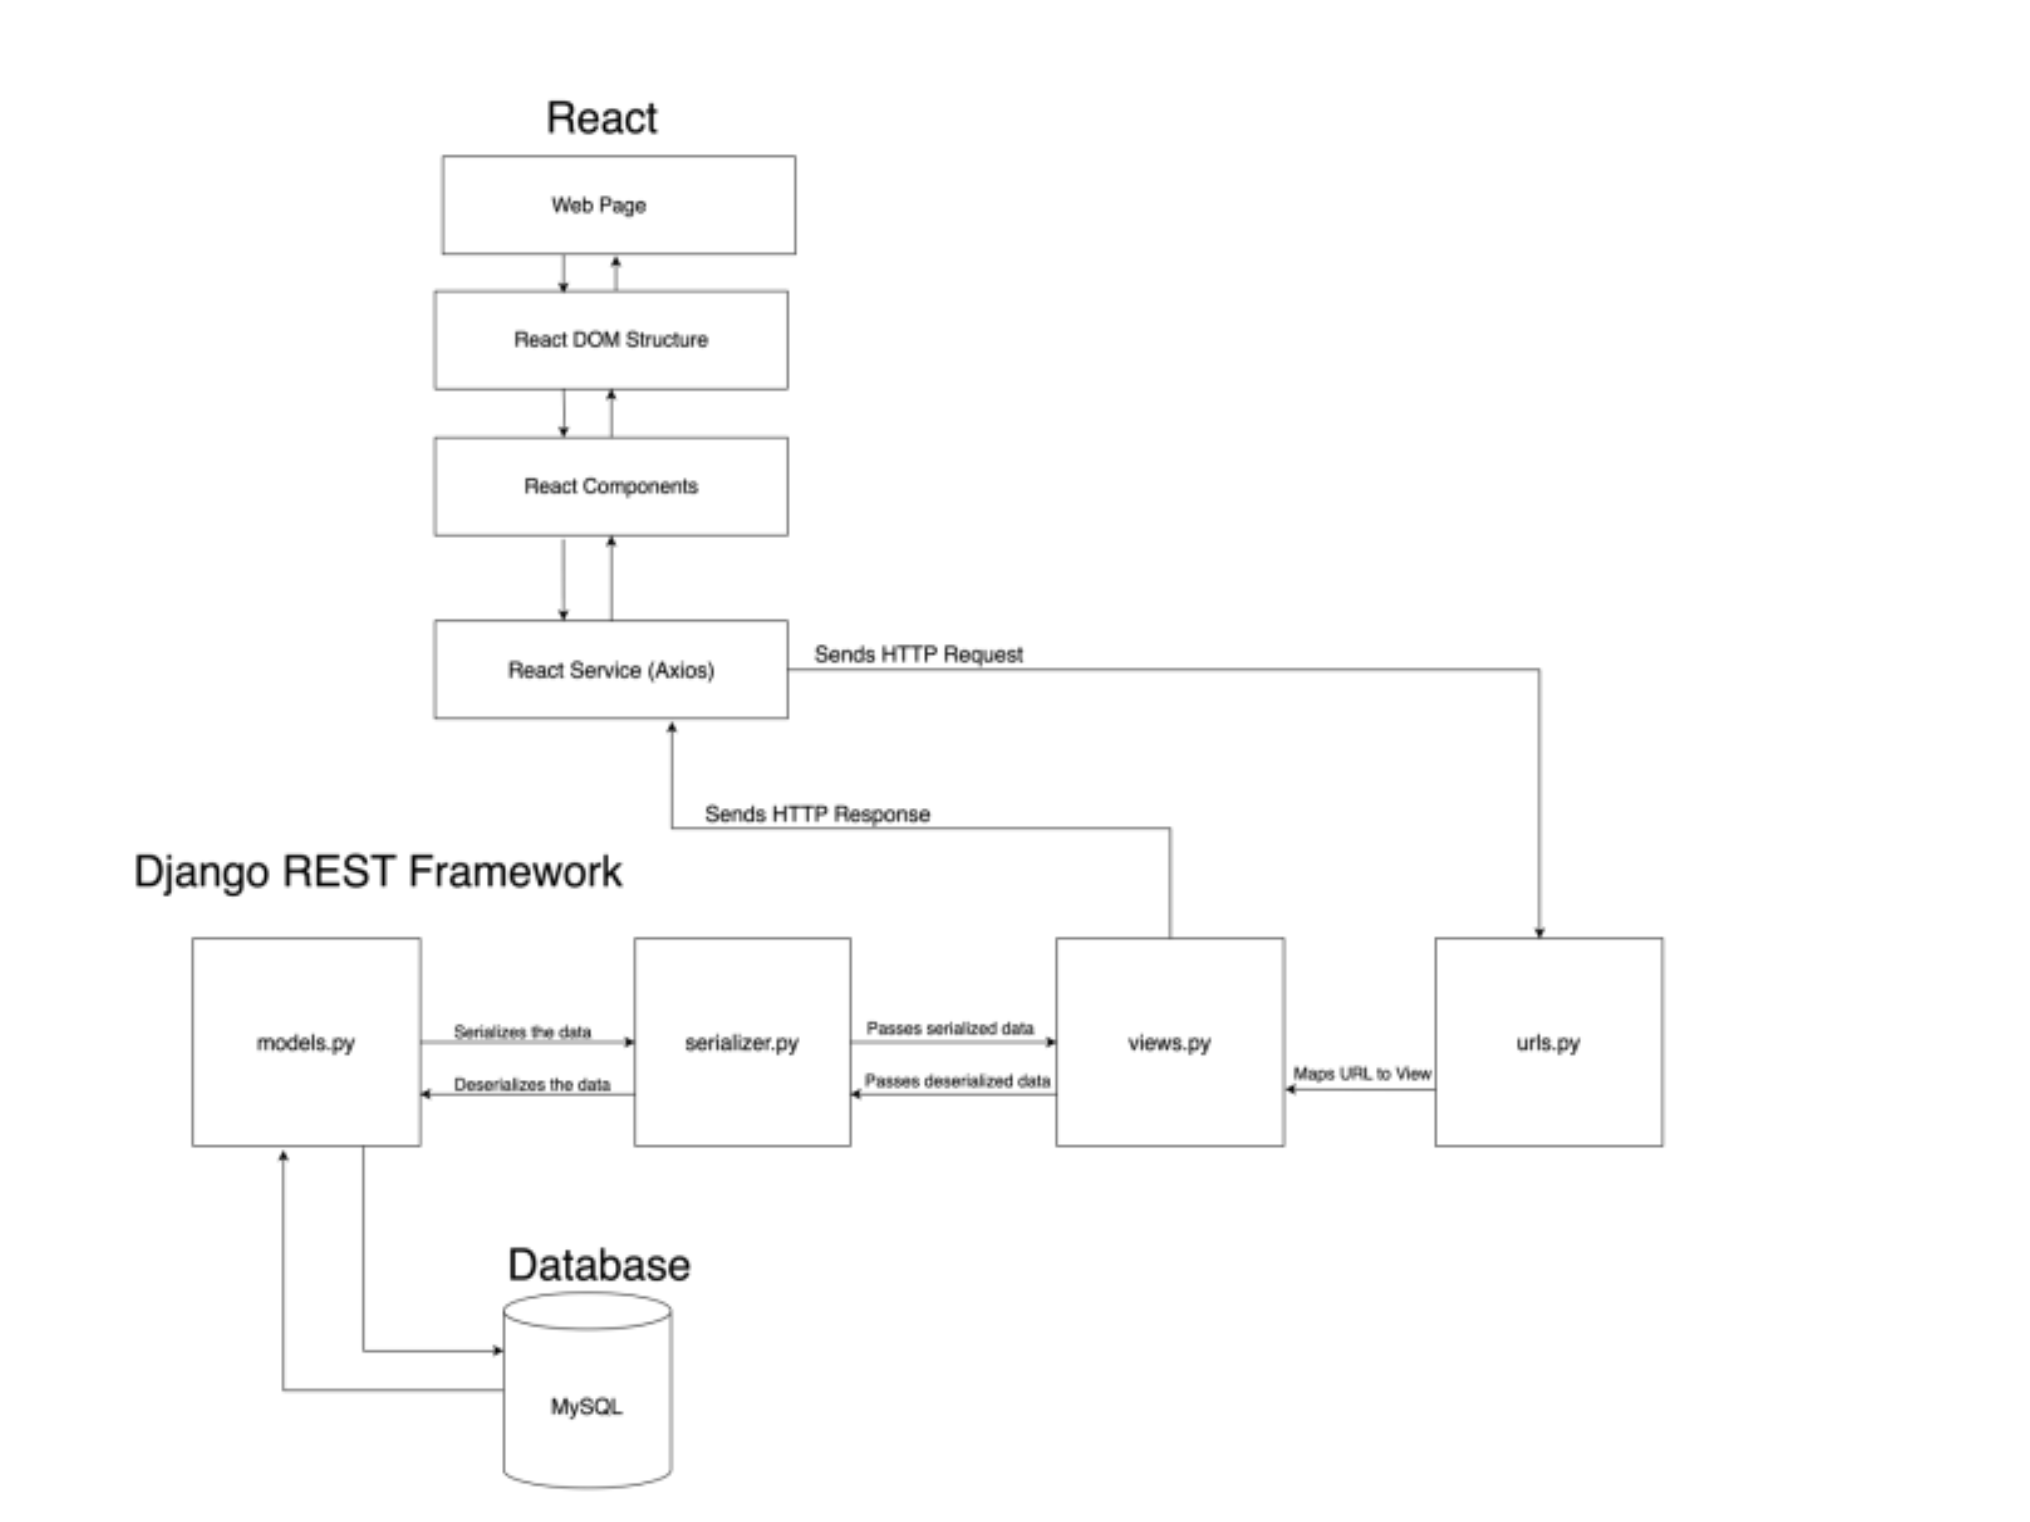 React
Web Page
React DOM Structure
React Components
React Service (Axios)
Sends HTTP Request
Sends HTTP Response
Django REST Framework
models.py
Serializes the data
Deserializes the data
serializer.py
Passes serialized data
Passes deserialized data
views.py
Maps URL to View
urls.py
Database
MySQL